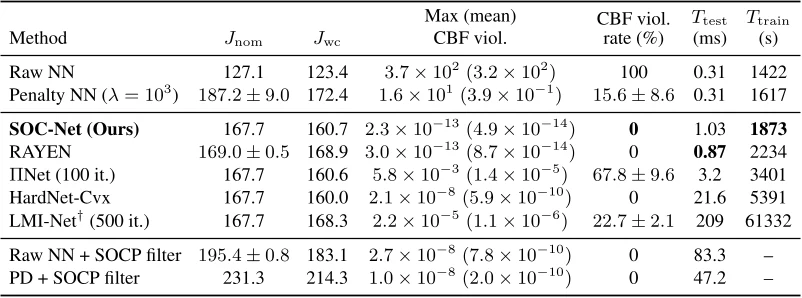 Method J_nom J_wc Max (mean) CBF viol. CBF viol. rate (%) T_test (ms) T_train (s)
Raw NN 127.1 123.4 3.7 × 10² (3.2 × 10²) 100 0.31 1422
Penalty NN (λ = 10³) 187.2 ± 9.0 172.4 1.6 × 10¹ (3.9 × 10⁻¹) 15.6 ± 8.6 0.31 1617
SOC-Net (Ours) 167.7 160.7 2.3 × 10⁻¹³ (4.9 × 10⁻¹⁴) 0 1.03 1873
RAYEN 169.0 ± 0.5 168.9 3.0 × 10⁻¹³ (8.7 × 10⁻¹⁴) 0 0.87 2234
ΠNet (100 it.) 167.7 160.6 5.8 × 10⁻³ (1.4 × 10⁻⁵) 67.8 ± 9.6 3.2 3401
HardNet-Cvx 167.7 160.0 2.1 × 10⁻⁸ (5.9 × 10⁻¹⁰) 0 21.6 5391
LMI-Net† (500 it.) 167.7 168.3 2.2 × 10⁻⁵ (1.1 × 10⁻⁶) 22.7 ± 2.1 209 61332
Raw NN + SOCP filter 195.4 ± 0.8 183.1 2.7 × 10⁻⁸ (7.8 × 10⁻¹⁰) 0 83.3 –
PD + SOCP filter 231.3 214.3 1.0 × 10⁻⁸ (2.0 × 10⁻¹⁰) 0 47.2 –